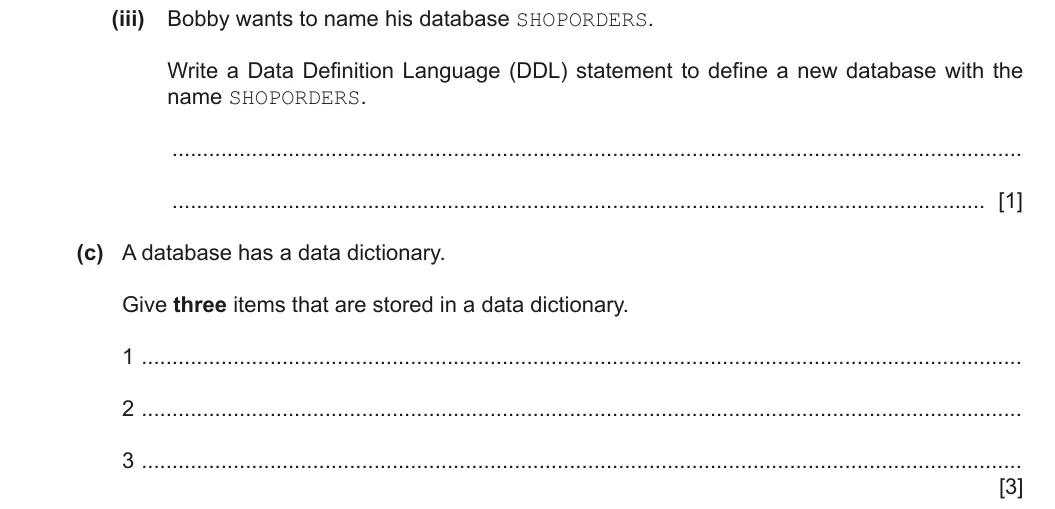 (iii) Bobby wants to name his database SHOPORDERS.
Write a Data Definition Language (DDL) statement to define a new database with the
name SHOPORDERS.
..........................................................................................................................................
.......................................................................................................................... [1]
(c) A database has a data dictionary.
Give three items that are stored in a data dictionary.
1 ................................................................................................................................................
2 ................................................................................................................................................
3 ................................................................................................................................................
[3]